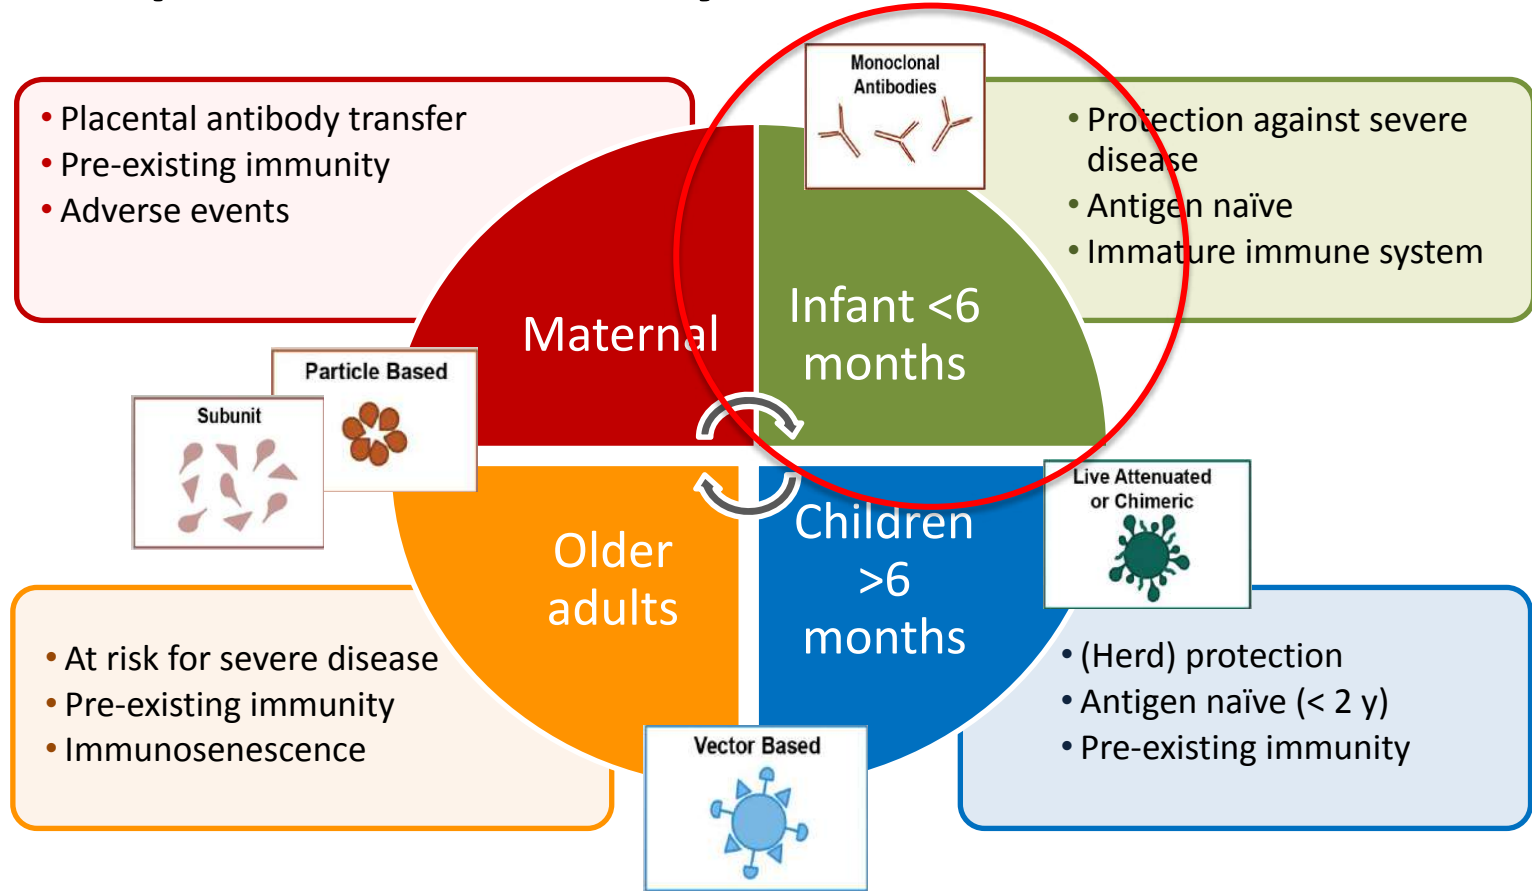 • Placental antibody transfer
• Pre-existing immunity
• Adverse events
Monoclonal
Antibodies
• Protection against severe
disease
• Antigen naïve
• Immature immune system
Maternal
Infant <6
months
Particle Based
Subunit
Live Attenuated
or Chimeric
Older
adults
Children
>6
months
• At risk for severe disease
• Pre-existing immunity
• Immunosenescence
Vector Based
• (Herd) protection
• Antigen naïve (< 2 y)
• Pre-existing immunity